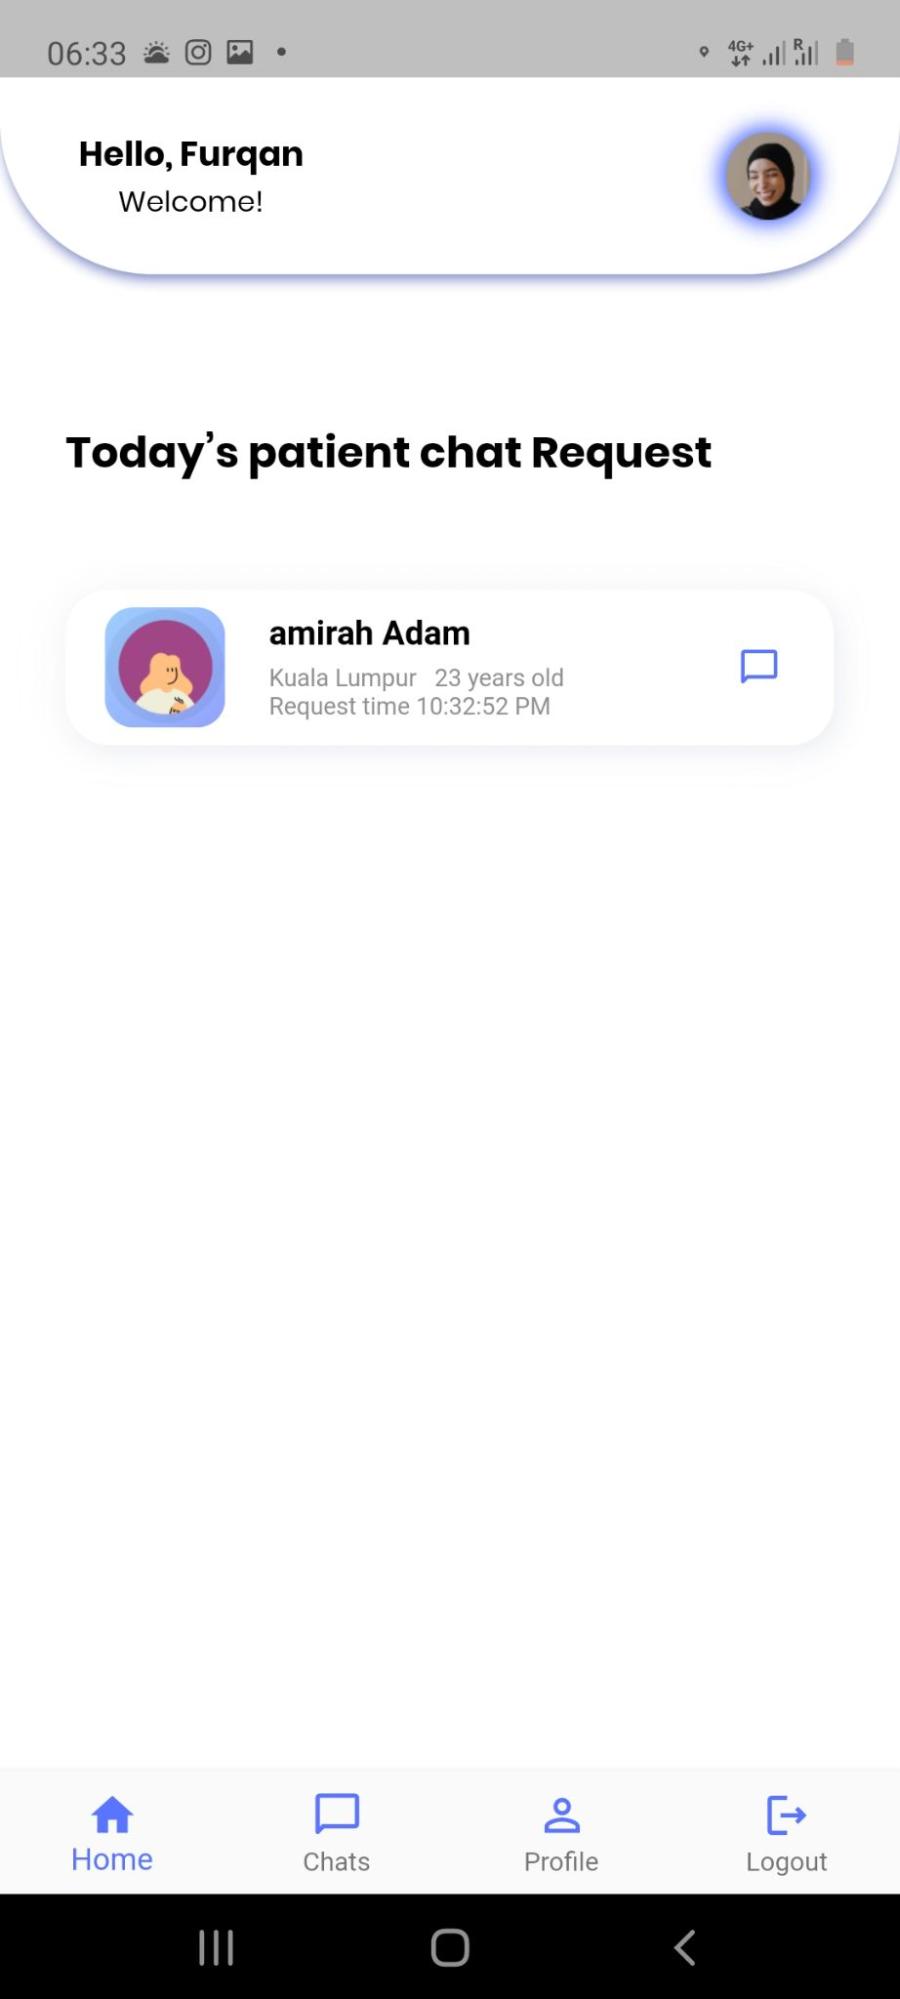 06:33
4G+
R
Hello, Furqan
Welcome!
Today’s patient chat Request
amirah Adam
Kuala Lumpur 23 years old
Request time 10:32:52 PM
Home
Chats
Profile
Logout